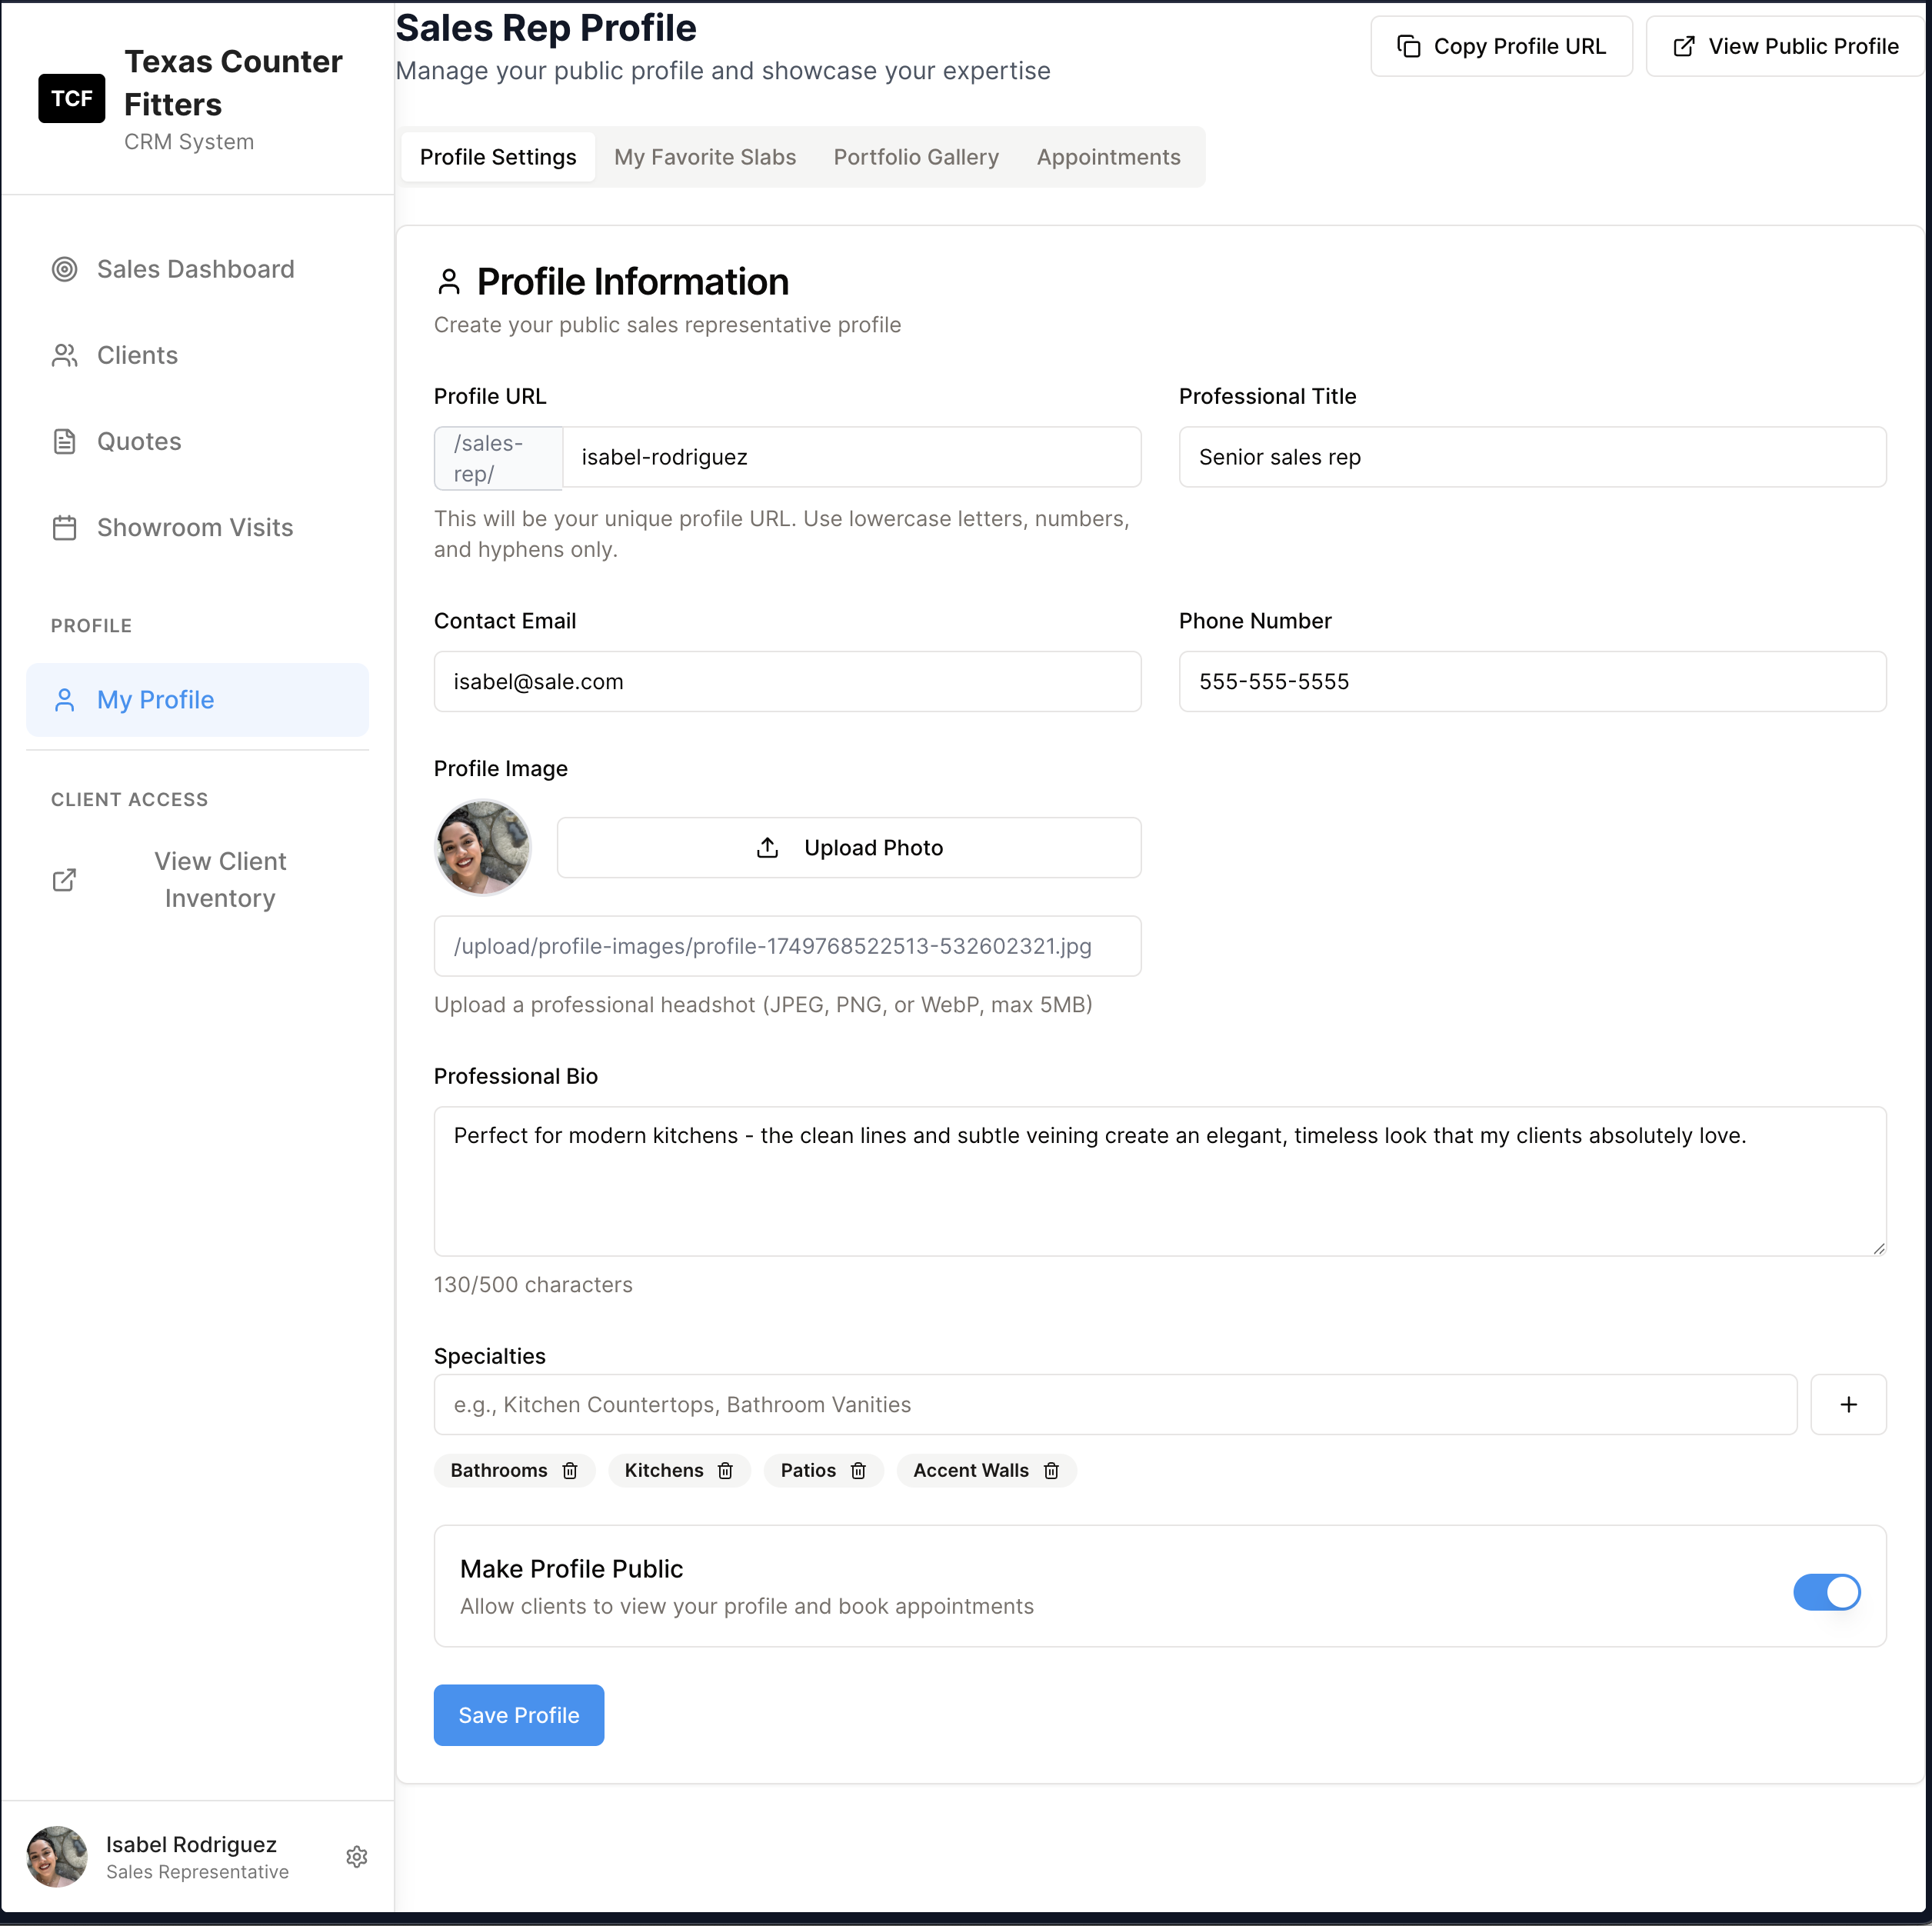 TCF
Texas Counter
Fitters
CRM System
Sales Dashboard
Clients
Quotes
Showroom Visits
PROFILE
My Profile
CLIENT ACCESS
View Client
Inventory
Isabel Rodriguez
Sales Representative
Sales Rep Profile
Manage your public profile and showcase your expertise
Copy Profile URL
View Public Profile
Profile Settings
My Favorite Slabs
Portfolio Gallery
Appointments
Profile Information
Create your public sales representative profile
Profile URL
/sales-
rep/
isabel-rodriguez
This will be your unique profile URL. Use lowercase letters, numbers,
and hyphens only.
Professional Title
Senior sales rep
Contact Email
isabel@sale.com
Phone Number
555-555-5555
Profile Image
Upload Photo
/upload/profile-images/profile-1749768522513-532602321.jpg
Upload a professional headshot (JPEG, PNG, or WebP, max 5MB)
Professional Bio
Perfect for modern kitchens - the clean lines and subtle veining create an elegant, timeless look that my clients absolutely love.
130/500 characters
Specialties
e.g., Kitchen Countertops, Bathroom Vanities
+
Bathrooms
Kitchens
Patios
Accent Walls
Make Profile Public
Allow clients to view your profile and book appointments
Save Profile